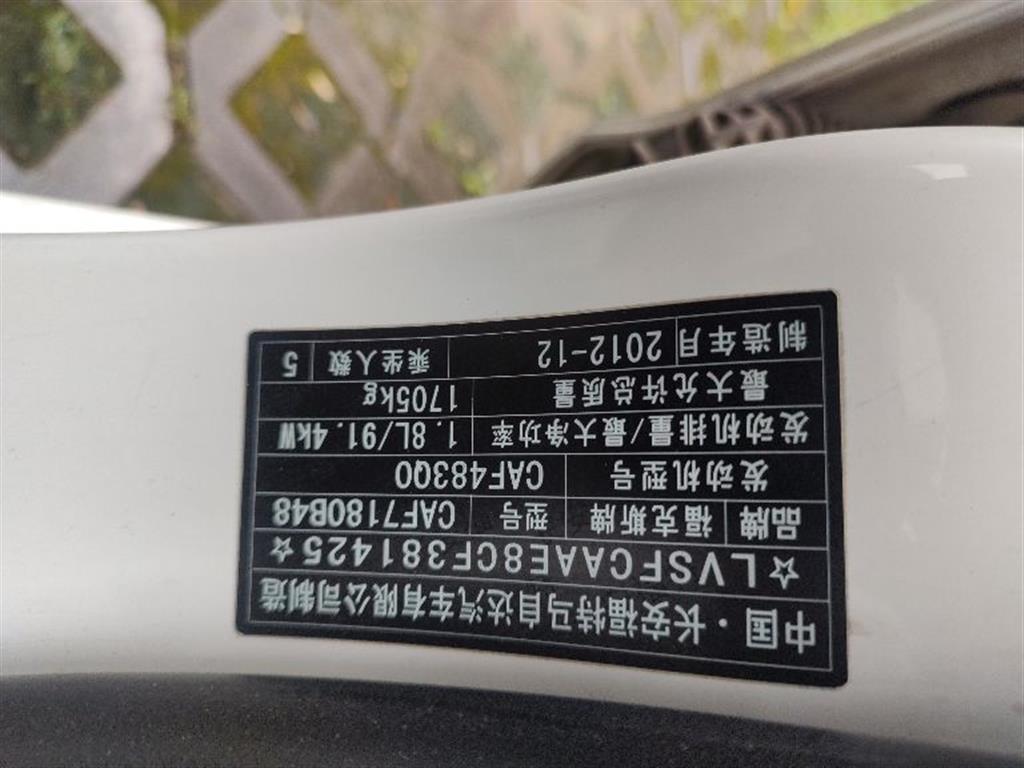 中国·长安福特马自达汽车有限公司制造
☆LVSFCAAE8CF381425☆
品牌 福克斯牌 型号 CAF7180B48
发动机型号 CAF483Q0
发动机排量/最大净功率 1.8L/91.4kW
最大允许总质量 1705kg
制造年月 2012-12 乘坐人数 5